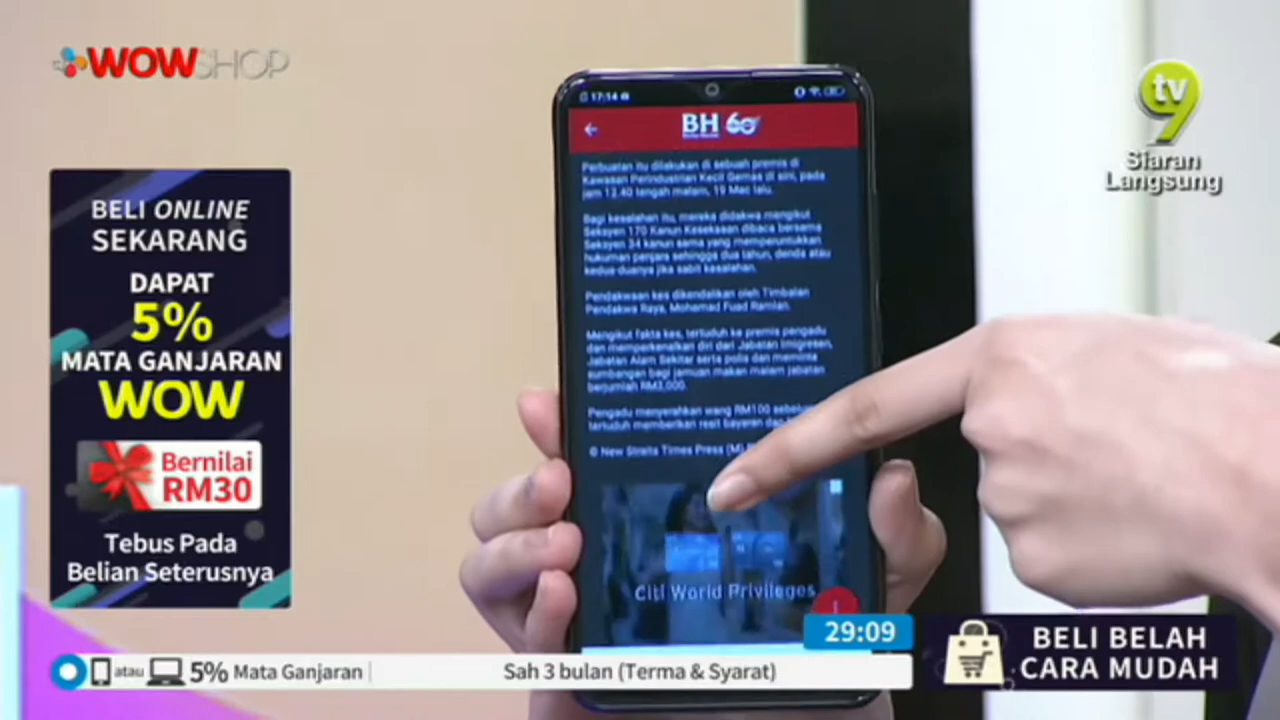 WOWSHOP
tv
9
Siaran
Langsung
BELI ONLINE
SEKARANG
DAPAT
5%
MATA GANJARAN
WOW
Bernilai
RM30
Tebus Pada
Belian Seterusnya
17:14
BH 60
Perbuatan itu dilakukan di sebuah premis di
Kawasan Perindustrian Kecil Gemas di sini, pada
jam 12.40 tengah malam, 19 Mac lalu.
Bagi kesalahan itu, mereka didakwa mengikut
Seksyen 170 Kanun Keseksaan dibaca bersama
Seksyen 34 kanun sama yang memperuntukkan
hukuman penjara sehingga dua tahun, denda atau
kedua-duanya jika sabit kesalahan.
Pendakwaan kes dikendalikan oleh Timbalan
Pendakwa Raya, Mohamad Fuad Ramlan.
Mengikut fakta kes, tertuduh ke premis pengadu
dan memperkenalkan diri dari Jabatan Imigresen,
Jabatan Alam Sekitar serta polis dan meminta
sumbangan bagi jamuan makan malam jabatan
berjumlah RM3,000.
Pengadu menyerahkan wang RM100
tertuduh memberikan resit bayaran
© New Straits Times Press (M)
Citi World Privileges
29:09
atau 5% Mata Ganjaran
Sah 3 bulan (Terma & Syarat)
BELI BELAH
CARA MUDAH